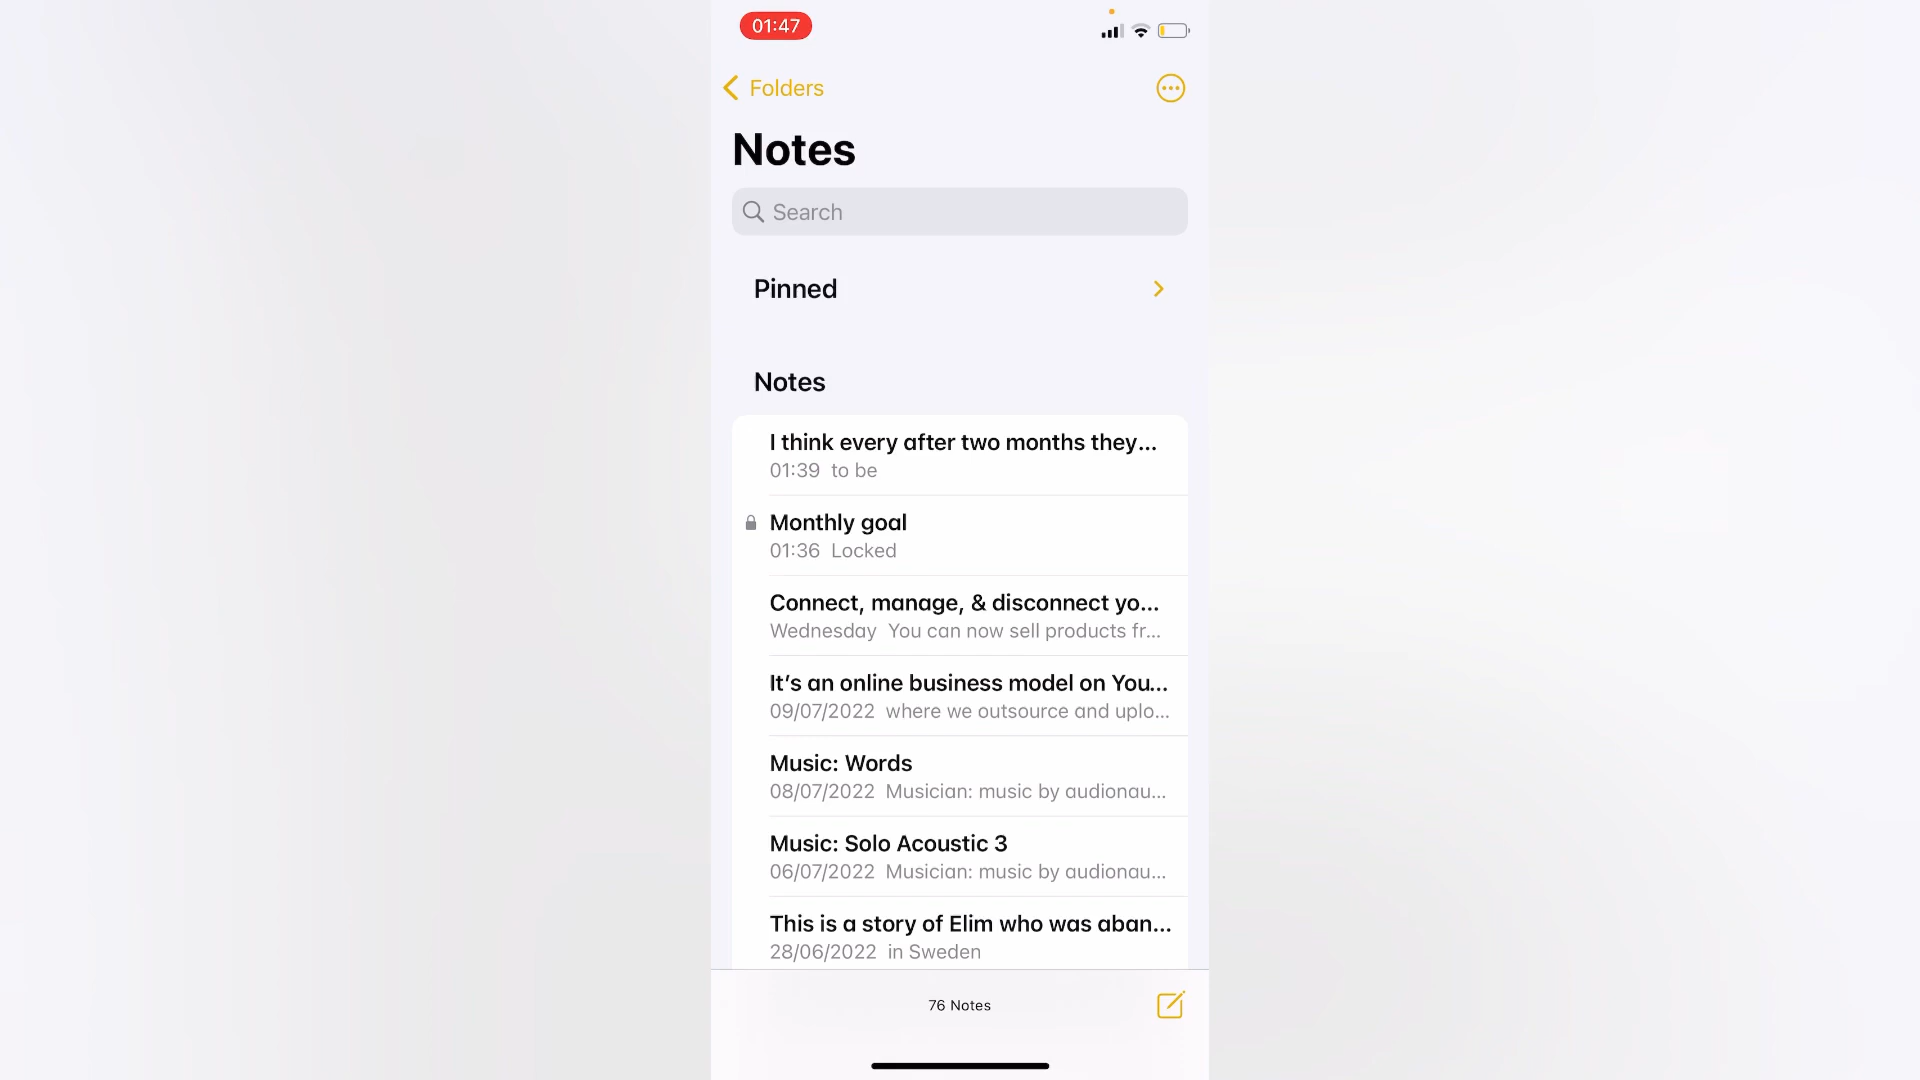 01:47
Folders
Notes
Search
Pinned
Notes
I think every after two months they...
01:39 to be
Monthly goal
01:36 Locked
Connect, manage, & disconnect yo...
Wednesday You can now sell products fr...
It's an online business model on You...
09/07/2022 where we outsource and uplo...
Music: Words
08/07/2022 Musician: music by audionau...
Music: Solo Acoustic 3
06/07/2022 Musician: music by audionau...
This is a story of Elim who was aban...
28/06/2022 in Sweden
76 Notes